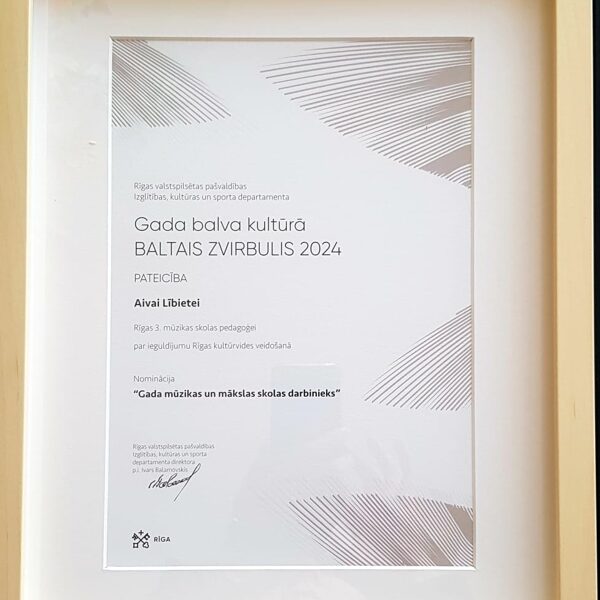 Rīgas valstspilsētas pašvaldības
Izglītības, kultūras un sporta departamenta
Gada balva kultūrā
BALTAIS ZVIRBULIS 2024
PATEICĪBA
Aivai Lībietei
Rīgas 3. mūzikas skolas pedagoģei
par ieguldījumu Rīgas kultūrvides veidošanā
Nominācija
“Gada mūzikas un mākslas skolas darbinieks”
Rīgas valstspilsētas pašvaldības
Izglītības, kultūras un sporta
departamenta direktora
p.i. Ivars Balamovskis
RĪGA